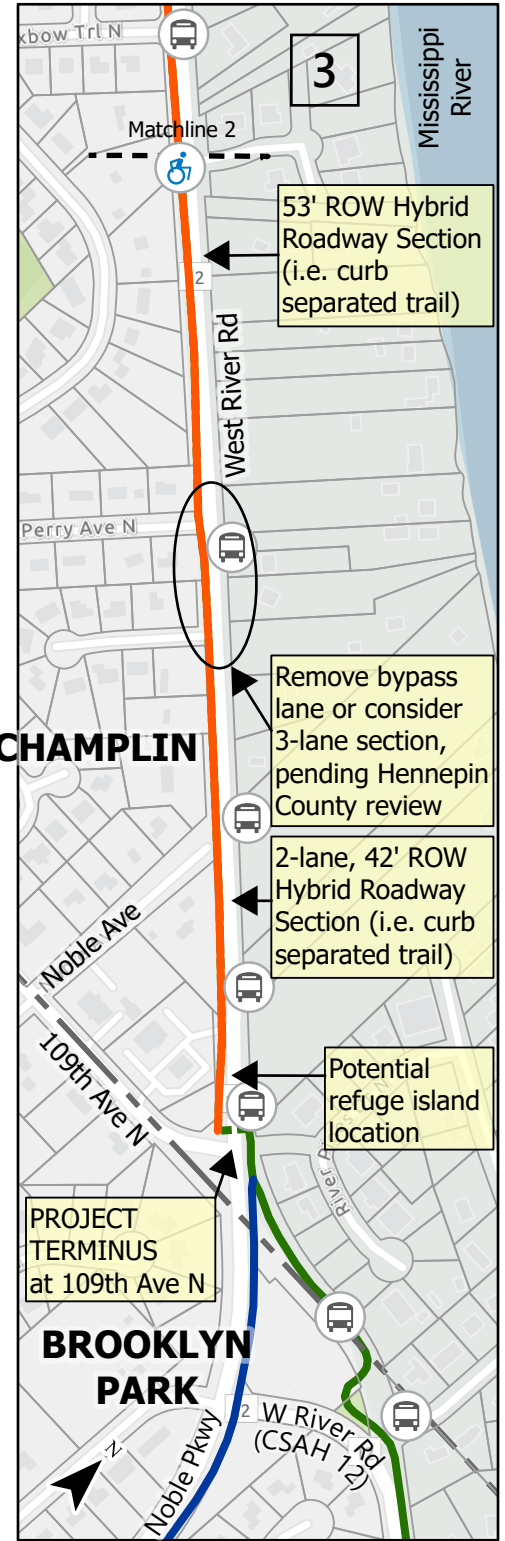 xbow Trl N
3
Mississippi
River
Matchline 2
53' ROW Hybrid
Roadway Section
(i.e. curb
separated trail)
2
West River Rd
Perry Ave N
Remove bypass
lane or consider
3-lane section,
pending Hennepin
County review
CHAMPLIN
2-lane, 42' ROW
Hybrid Roadway
Section (i.e. curb
separated trail)
Noble Ave
109th Ave N
Potential
refuge island
location
PROJECT
TERMINUS
at 109th Ave N
BROOKLYN
PARK
2
W River Rd
(CSAH 12)
Noble Pkwy
N